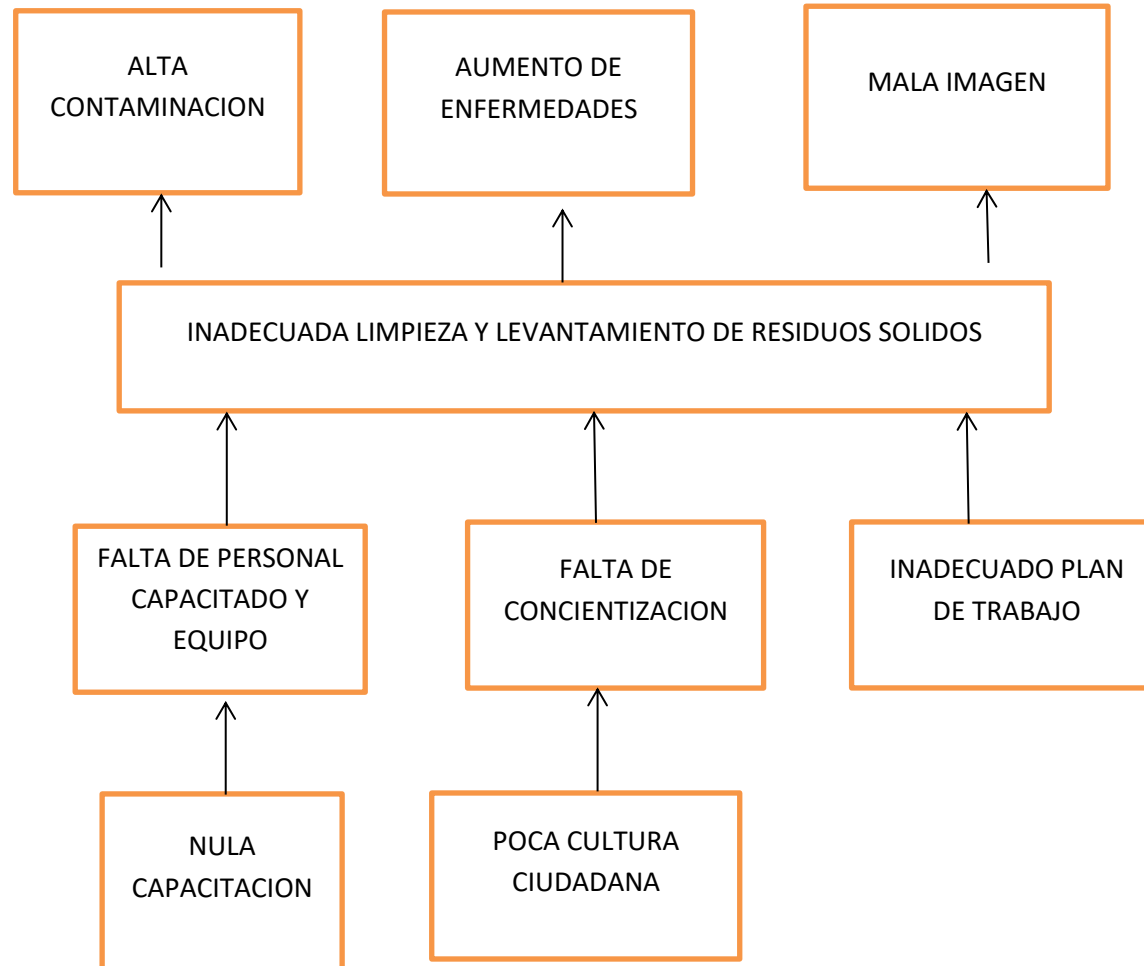 ALTA
CONTAMINACION
AUMENTO DE
ENFERMEDADES
MALA IMAGEN
INADECUADA LIMPIEZA Y LEVANTAMIENTO DE RESIDUOS SOLIDOS
FALTA DE PERSONAL
CAPACITADO Y
EQUIPO
FALTA DE
CONCIENTIZACION
INADECUADO PLAN
DE TRABAJO
NULA
CAPACITACION
POCA CULTURA
CIUDADANA